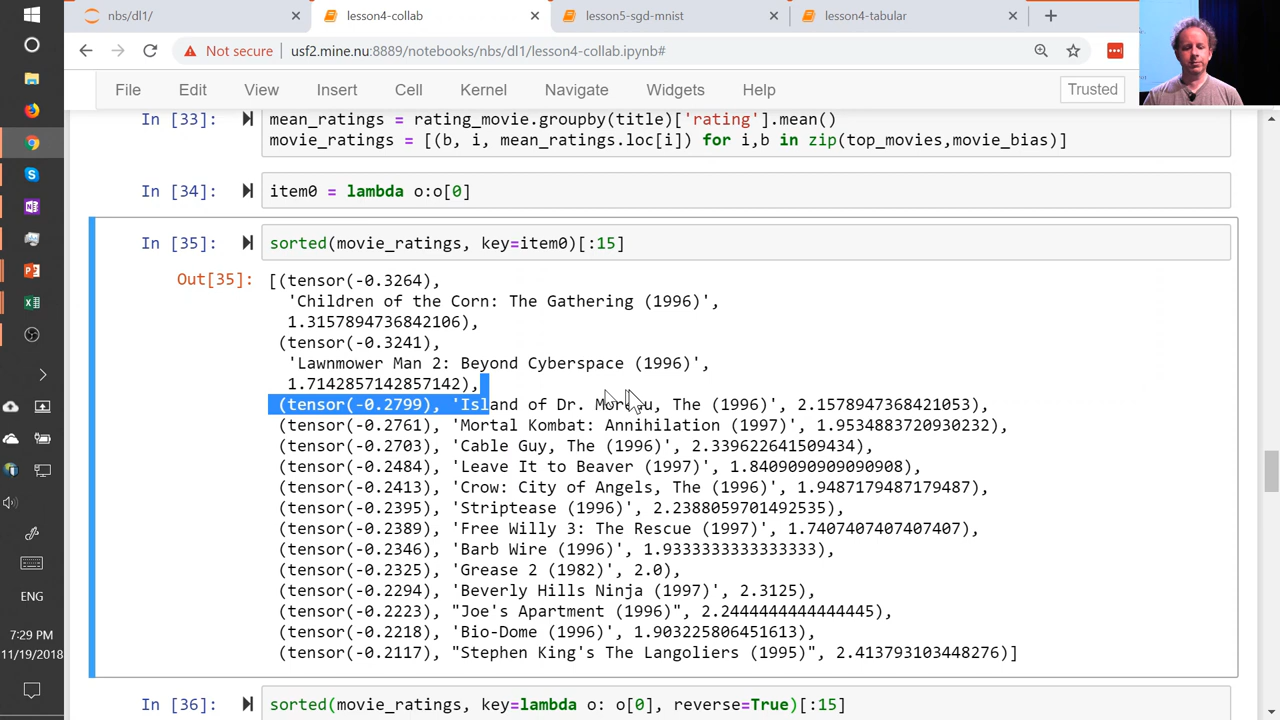 nbs/dl1/
lesson4-collab
lesson5-sgd-mnist
lesson4-tabular
Not secure
usf2.mine.nu:8889/notebooks/nbs/dl1/lesson4-collab.ipynb#
File Edit View Insert Cell Kernel Navigate Widgets Help Trusted
In [33]: mean_ratings = rating_movie.groupby(title)['rating'].mean()
movie_ratings = [(b, i, mean_ratings.loc[i]) for i,b in zip(top_movies,movie_bias)]
In [34]: item0 = lambda o:o[0]
In [35]: sorted(movie_ratings, key=item0)[:15]
Out[35]: [(tensor(-0.3264),
'Children of the Corn: The Gathering (1996)',
1.3157894736842106),
(tensor(-0.3241),
'Lawnmower Man 2: Beyond Cyberspace (1996)',
1.7142857142857142),
(tensor(-0.2799), 'Island of Dr. Moreau, The (1996)', 2.1578947368421053),
(tensor(-0.2761), 'Mortal Kombat: Annihilation (1997)', 1.9534883720930232),
(tensor(-0.2703), 'Cable Guy, The (1996)', 2.339622641509434),
(tensor(-0.2484), 'Leave It to Beaver (1997)', 1.8409090909090908),
(tensor(-0.2413), 'Crow: City of Angels, The (1996)', 1.9487179487179487),
(tensor(-0.2395), 'Striptease (1996)', 2.2388059701492535),
(tensor(-0.2389), 'Free Willy 3: The Rescue (1997)', 1.7407407407407407),
(tensor(-0.2346), 'Barb Wire (1996)', 1.9333333333333333),
(tensor(-0.2325), 'Grease 2 (1982)', 2.0),
(tensor(-0.2294), 'Beverly Hills Ninja (1997)', 2.3125),
(tensor(-0.2223), "Joe's Apartment (1996)", 2.2444444444444445),
(tensor(-0.2218), 'Bio-Dome (1996)', 1.903225806451613),
(tensor(-0.2117), "Stephen King's The Langoliers (1995)", 2.413793103448276)]
In [36]: sorted(movie_ratings, key=lambda o: o[0], reverse=True)[:15]
ENG
7:29 PM
11/19/2018